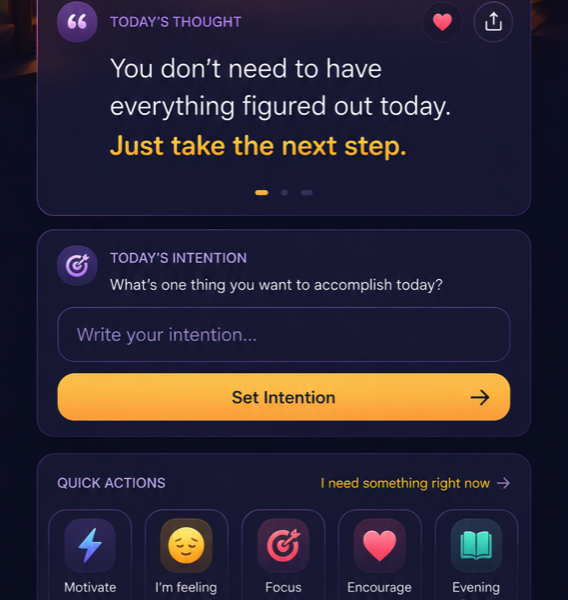 TODAY'S THOUGHT
You don't need to have
everything figured out today.
Just take the next step.
TODAY'S INTENTION
What's one thing you want to accomplish today?
Write your intention...
Set Intention
QUICK ACTIONS
I need something right now
Motivate
I'm feeling
Focus
Encourage
Evening